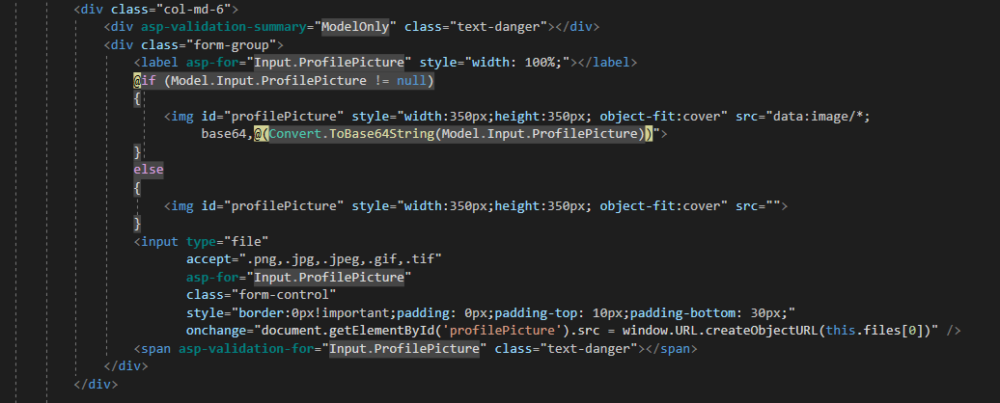 <div class="col-md-6">
<div asp-validation-summary="ModelOnly" class="text-danger"></div>
<div class="form-group">
<label asp-for="Input.ProfilePicture" style="width: 100%;"></label>
@if (Model.Input.ProfilePicture != null)
{
<img id="profilePicture" style="width:350px;height:350px; object-fit:cover" src="data:image/*;
base64,@(Convert.ToBase64String(Model.Input.ProfilePicture))">
}
else
{
<img id="profilePicture" style="width:350px;height:350px; object-fit:cover" src="">
}
<input type="file"
accept=".png,.jpg,.jpeg,.gif,.tif"
asp-for="Input.ProfilePicture"
class="form-control"
style="border:0px!important;padding: 0px;padding-top: 10px;padding-bottom: 30px;"
onchange="document.getElementById('profilePicture').src = window.URL.createObjectURL(this.files[0])" />
<span asp-validation-for="Input.ProfilePicture" class="text-danger"></span>
</div>
</div>